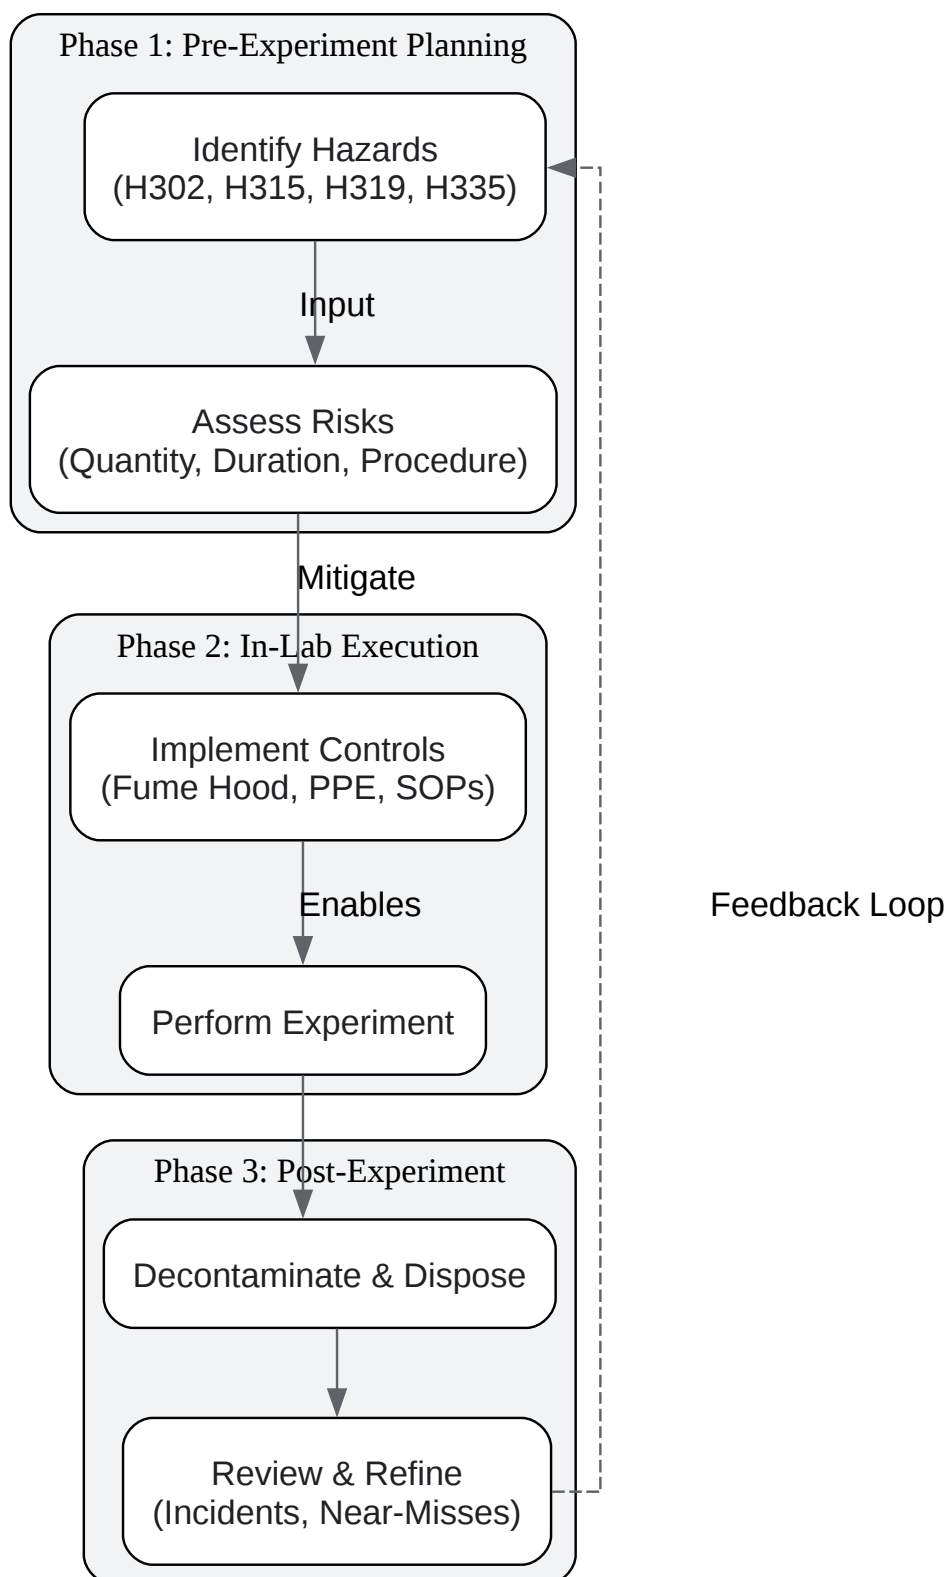 Phase 1: Pre-Experiment Planning
Identify Hazards
(H302, H315, H319, H335)
Input
Assess Risks
(Quantity, Duration, Procedure)
Mitigate
Phase 2: In-Lab Execution
Implement Controls
(Fume Hood, PPE, SOPs)
Enables
Feedback Loop
Perform Experiment
Phase 3: Post-Experiment
Decontaminate & Dispose
Review & Refine
(Incidents, Near-Misses)